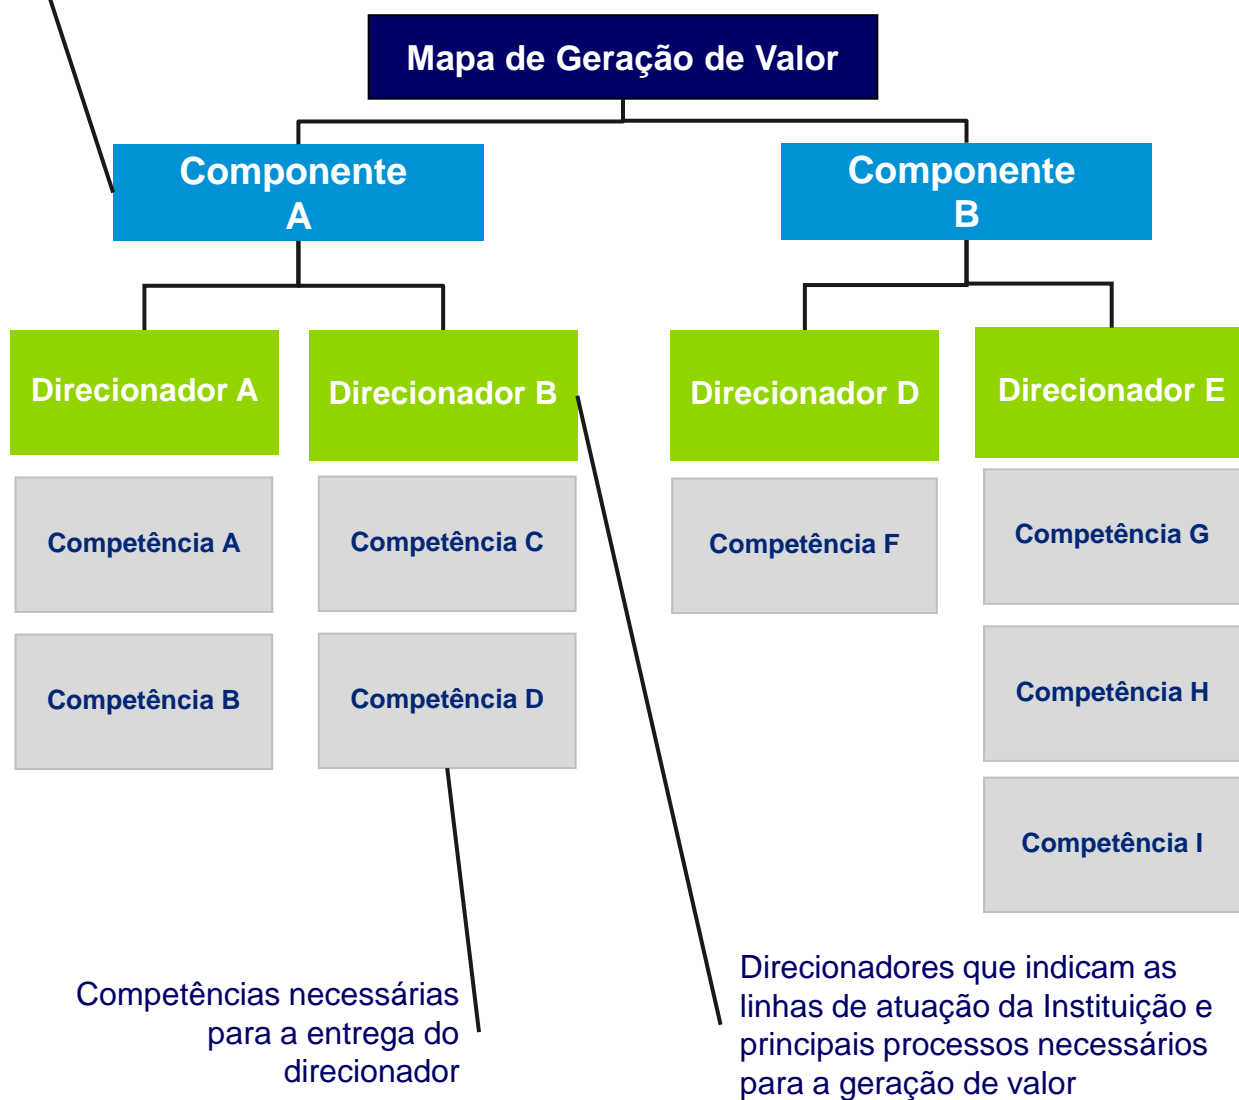 Mapa de Geração de Valor
Componente
A
Componente
B
Direcionador A
Direcionador B
Direcionador D
Direcionador E
Competência A
Competência C
Competência F
Competência G
Competência B
Competência D
Competência H
Competência I
Competências necessárias
para a entrega do
direcionador
Direcionadores que indicam as
linhas de atuação da Instituição e
principais processos necessários
para a geração de valor